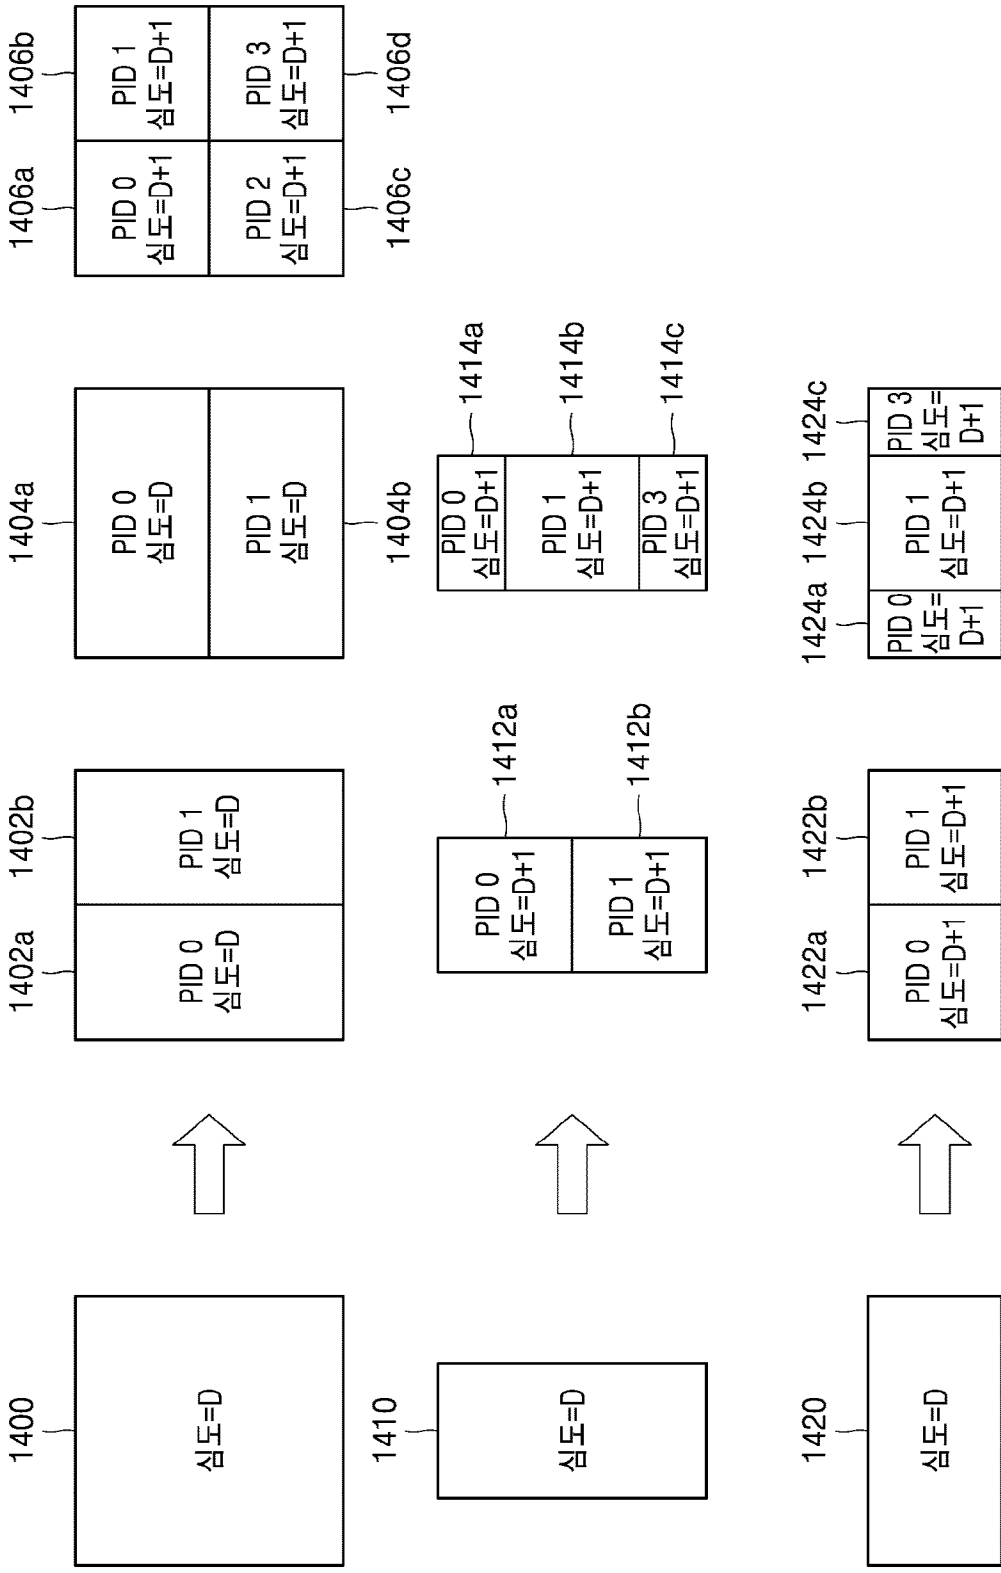 1400
심도=D
1402a
1402b
PID 0
심도=D
PID 1
심도=D
1404a
PID 0
심도=D
PID 1
심도=D
1404b
1406a
1406b
PID 0
심도=D+1
PID 1
심도=D+1
PID 2
심도=D+1
PID 3
심도=D+1
1406c
1406d
1410
심도=D
PID 0
심도=D+1
1412a
PID 1
심도=D+1
1412b
PID 0
심도=D+1
1414a
PID 1
심도=D+1
1414b
PID 3
심도=D+1
1414c
1420
심도=D
1422a
1422b
PID 0
심도=D+1
PID 1
심도=D+1
1424a
1424b
1424c
PID 0
심도=
D+1
PID 1
심도=D+1
PID 3
심도=
D+1